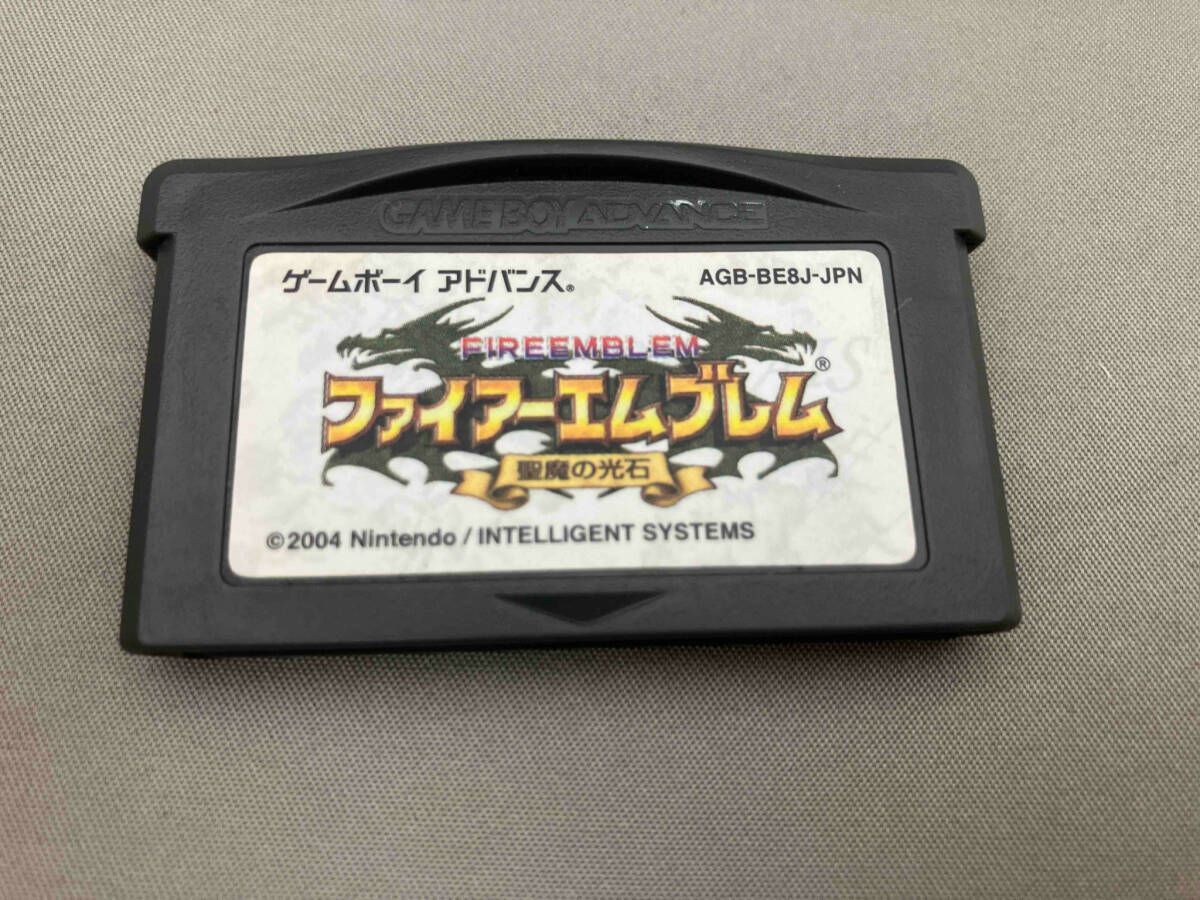 GAME BOY ADVANCE
ゲームボーイ アドバンス®
AGB-BE8J-JPN
FIREEMBLEM
ファイアーエムブレム®
聖魔の光石
©2004 Nintendo / INTELLIGENT SYSTEMS